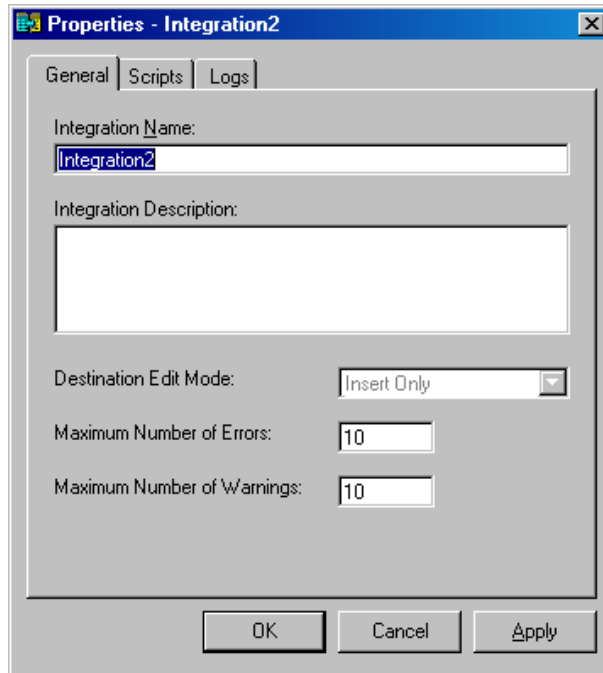 Properties - Integration2
General Scripts Logs
Integration Name:
Integration2
Integration Description:
Destination Edit Mode: Insert Only
Maximum Number of Errors: 10
Maximum Number of Warnings: 10
OK Cancel Apply